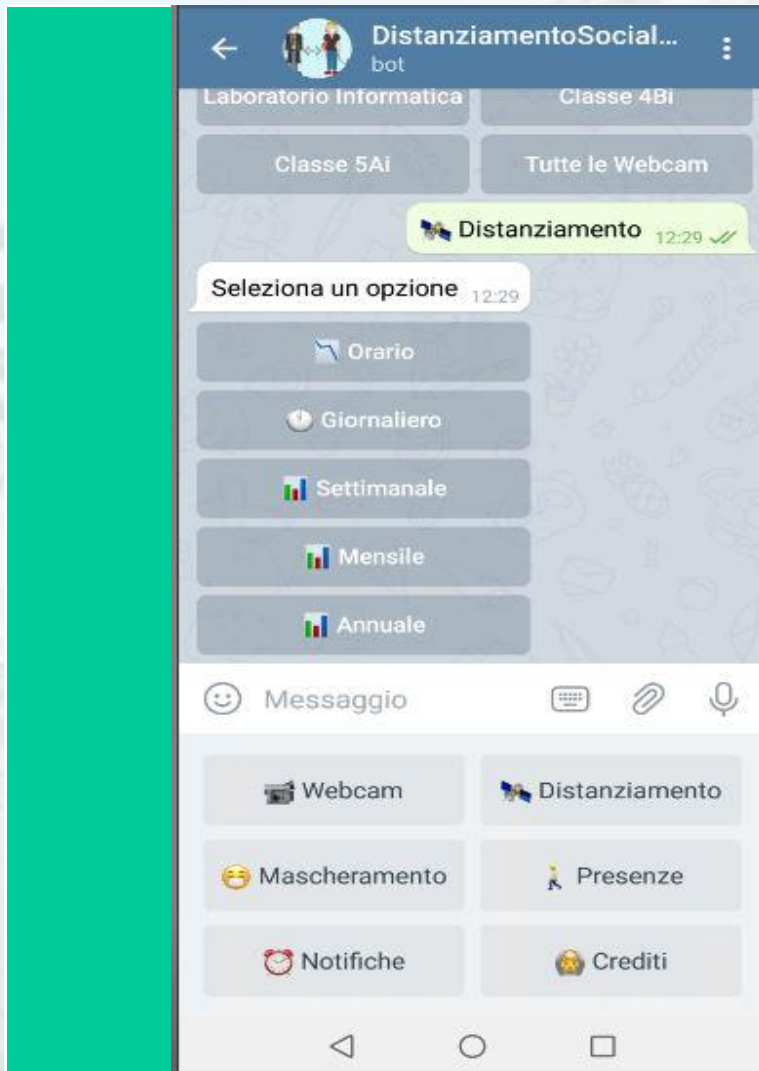 DistanziamentoSocial...
bot
Laboratorio Informatica Classe 4Bi
Classe 5Ai Tutte le Webcam
Distanziamento 12:29
Seleziona un opzione 12:29
Orario
Giornaliero
Settimanale
Mensile
Annuale
Messaggio
Webcam Distanziamento
Mascheramento Presenze
Notifiche Crediti